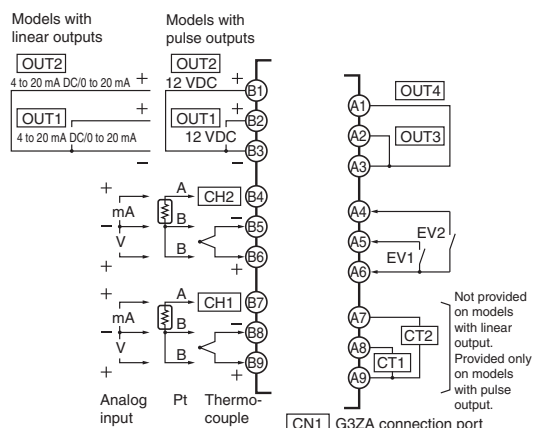 Models with
linear outputs
Models with
pulse outputs
OUT2
4 to 20 mA DC/0 to 20 mA
+
OUT2
12 VDC
+
B1
OUT1
4 to 20 mA DC/0 to 20 mA
+
OUT1
12 VDC
+
B2
−
−
B3
A1
OUT4
A2
OUT3
A3
+
mA
−
V
+
A
B
B
CH2
−
+
B4
B5
B6
A4
A5
A6
EV1
EV2
+
mA
−
V
+
A
B
B
CH1
−
+
B7
B8
B9
A7
A8
A9
CT2
CT1
Not provided
on models
with linear
output.
Provided only
on models
with pulse
output.
Analog
input
Pt
Thermo-
couple
CN1 G3ZA connection port